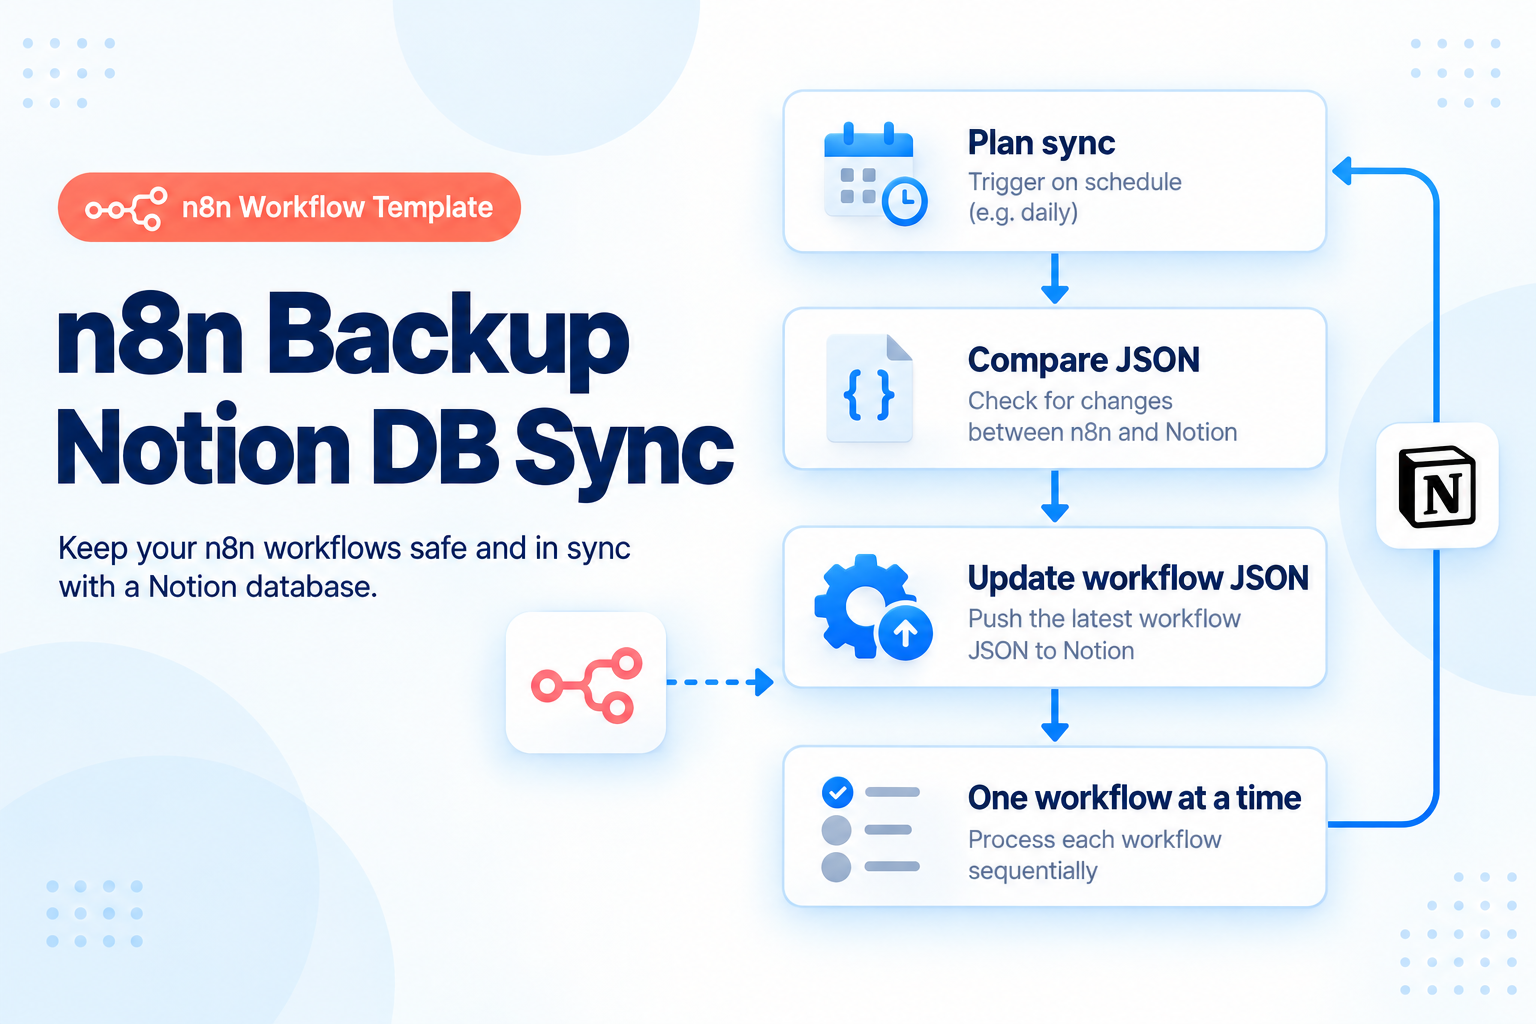 n8n Workflow Template
n8n Backup
Notion DB Sync
Keep your n8n workflows safe and in sync
with a Notion database.
Plan sync
Trigger on schedule
(e.g. daily)
Compare JSON
{ }
Check for changes
between n8n and Notion
Update workflow JSON
Push the latest workflow
JSON to Notion
One workflow at a time
Process each workflow
sequentially
N